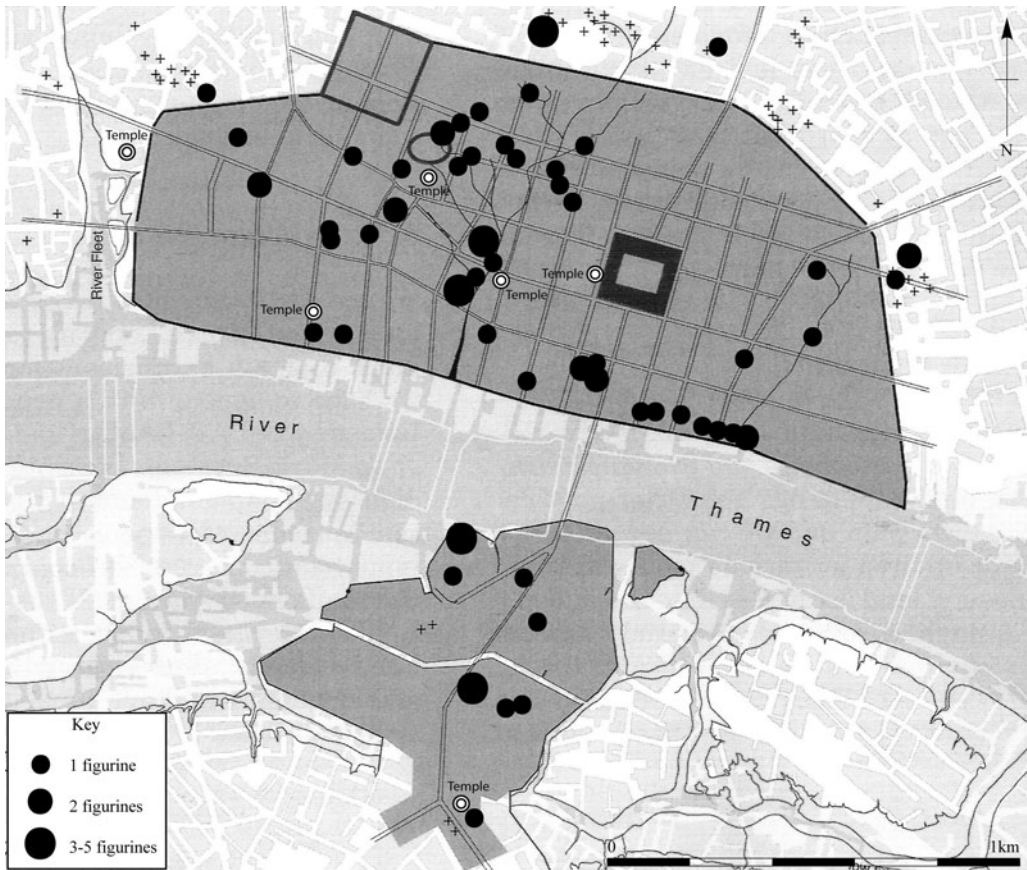 N
Temple
Temple
Temple
Temple
Temple
River Fleet
River
Thames
Temple
Key
1 figurine
2 figurines
3-5 figurines
0
1km